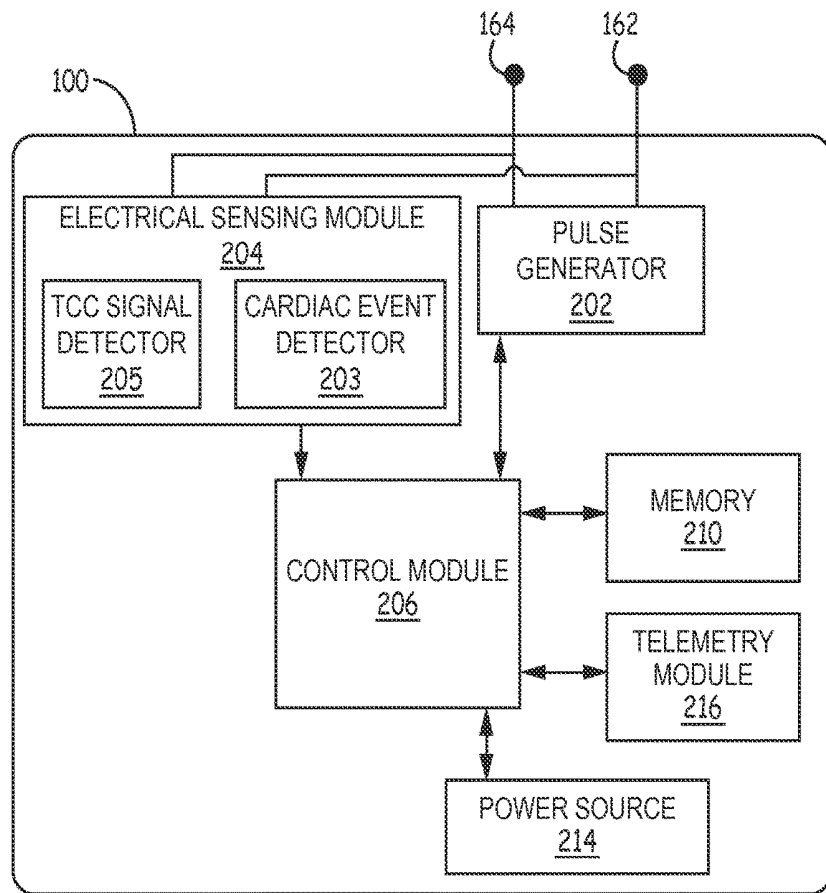 164
162
100
ELECTRICAL SENSING MODULE
204
TCC SIGNAL
DETECTOR
205
CARDIAC EVENT
DETECTOR
203
PULSE
GENERATOR
202
CONTROL MODULE
206
MEMORY
210
TELEMETRY
MODULE
216
POWER SOURCE
214